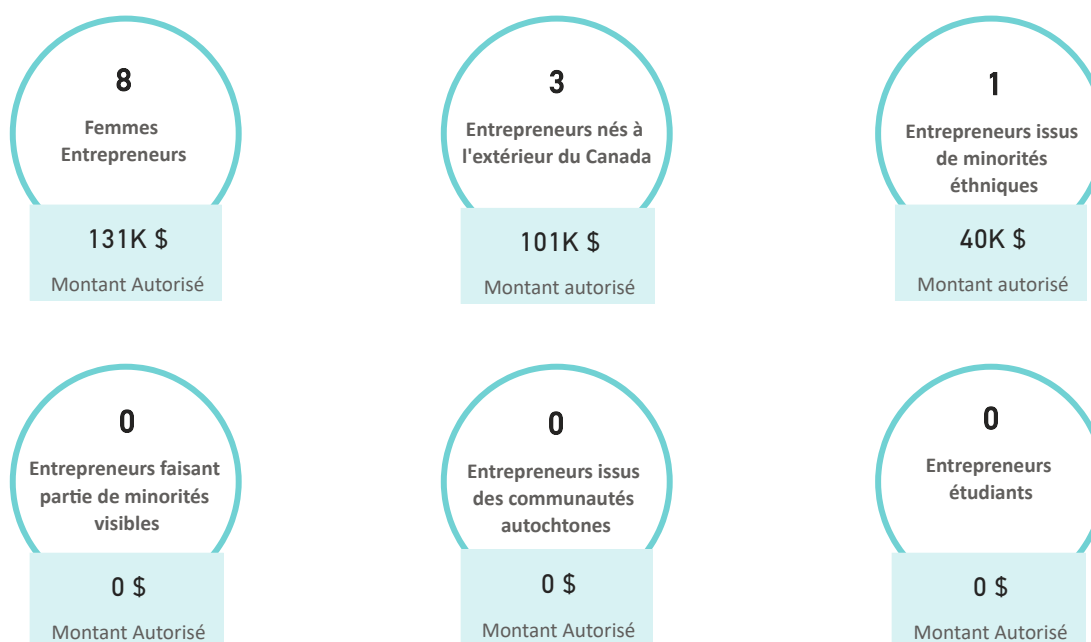 8
Femmes
Entrepreneurs
131K $
Montant Autorisé
3
Entrepreneurs nés à
l'extérieur du Canada
101K $
Montant autorisé
1
Entrepreneurs issus
de minorités
éthniques
40K $
Montant autorisé
0
Entrepreneurs faisant
partie de minorités
visibles
0 $
Montant Autorisé
0
Entrepreneurs issus
des communautés
autochtones
0 $
Montant Autorisé
0
Entrepreneurs
étudiants
0 $
Montant Autorisé